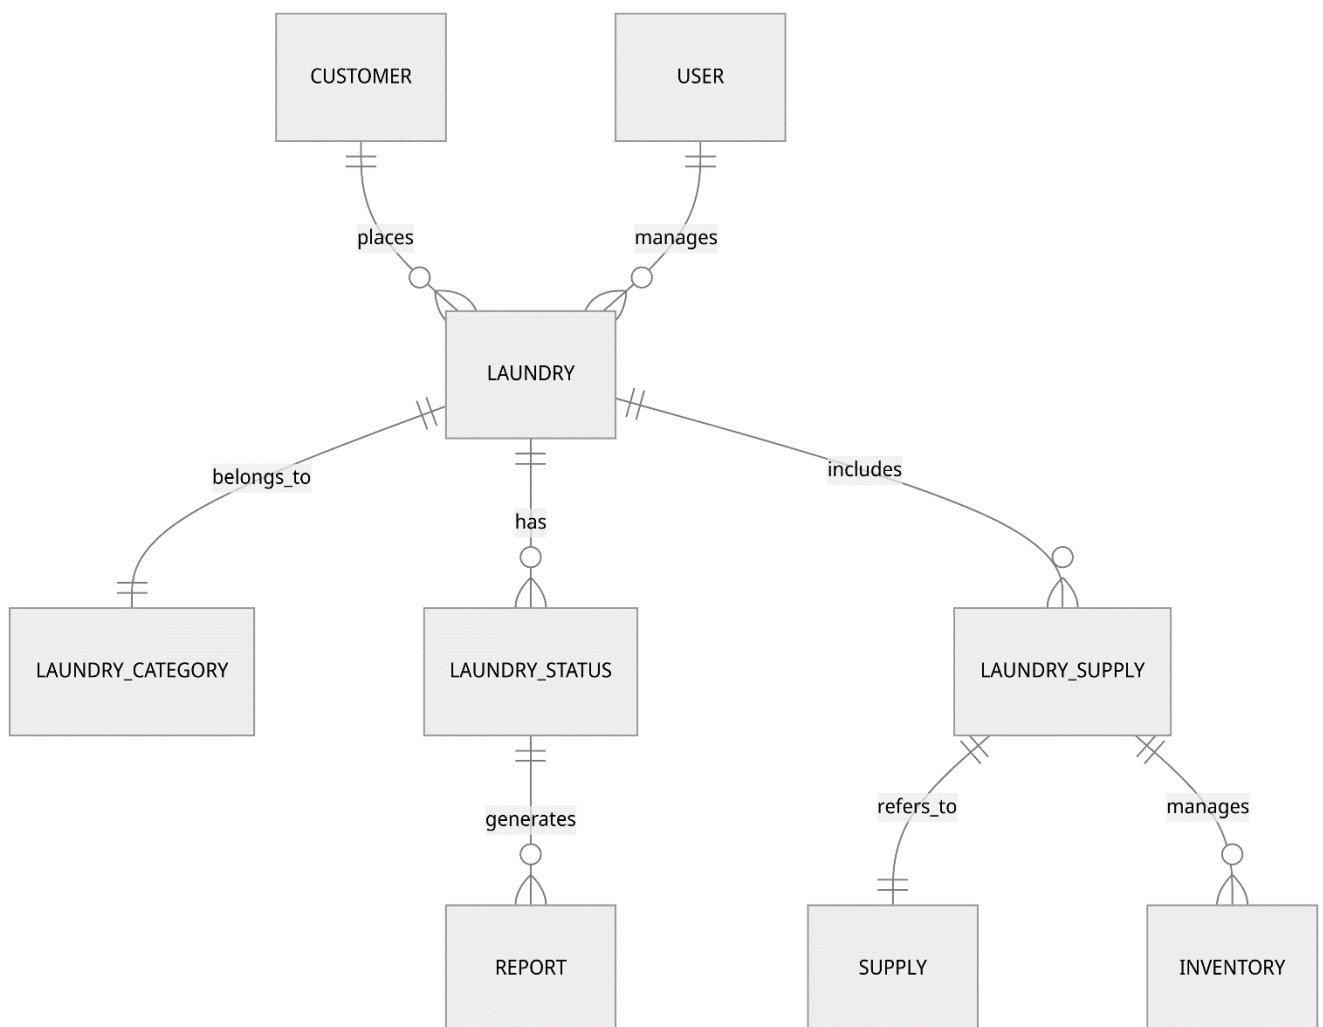 CUSTOMER
USER
places
manages
LAUNDRY
belongs_to
includes
has
LAUNDRY_CATEGORY
LAUNDRY_STATUS
LAUNDRY_SUPPLY
generates
refers_to
manages
REPORT
SUPPLY
INVENTORY